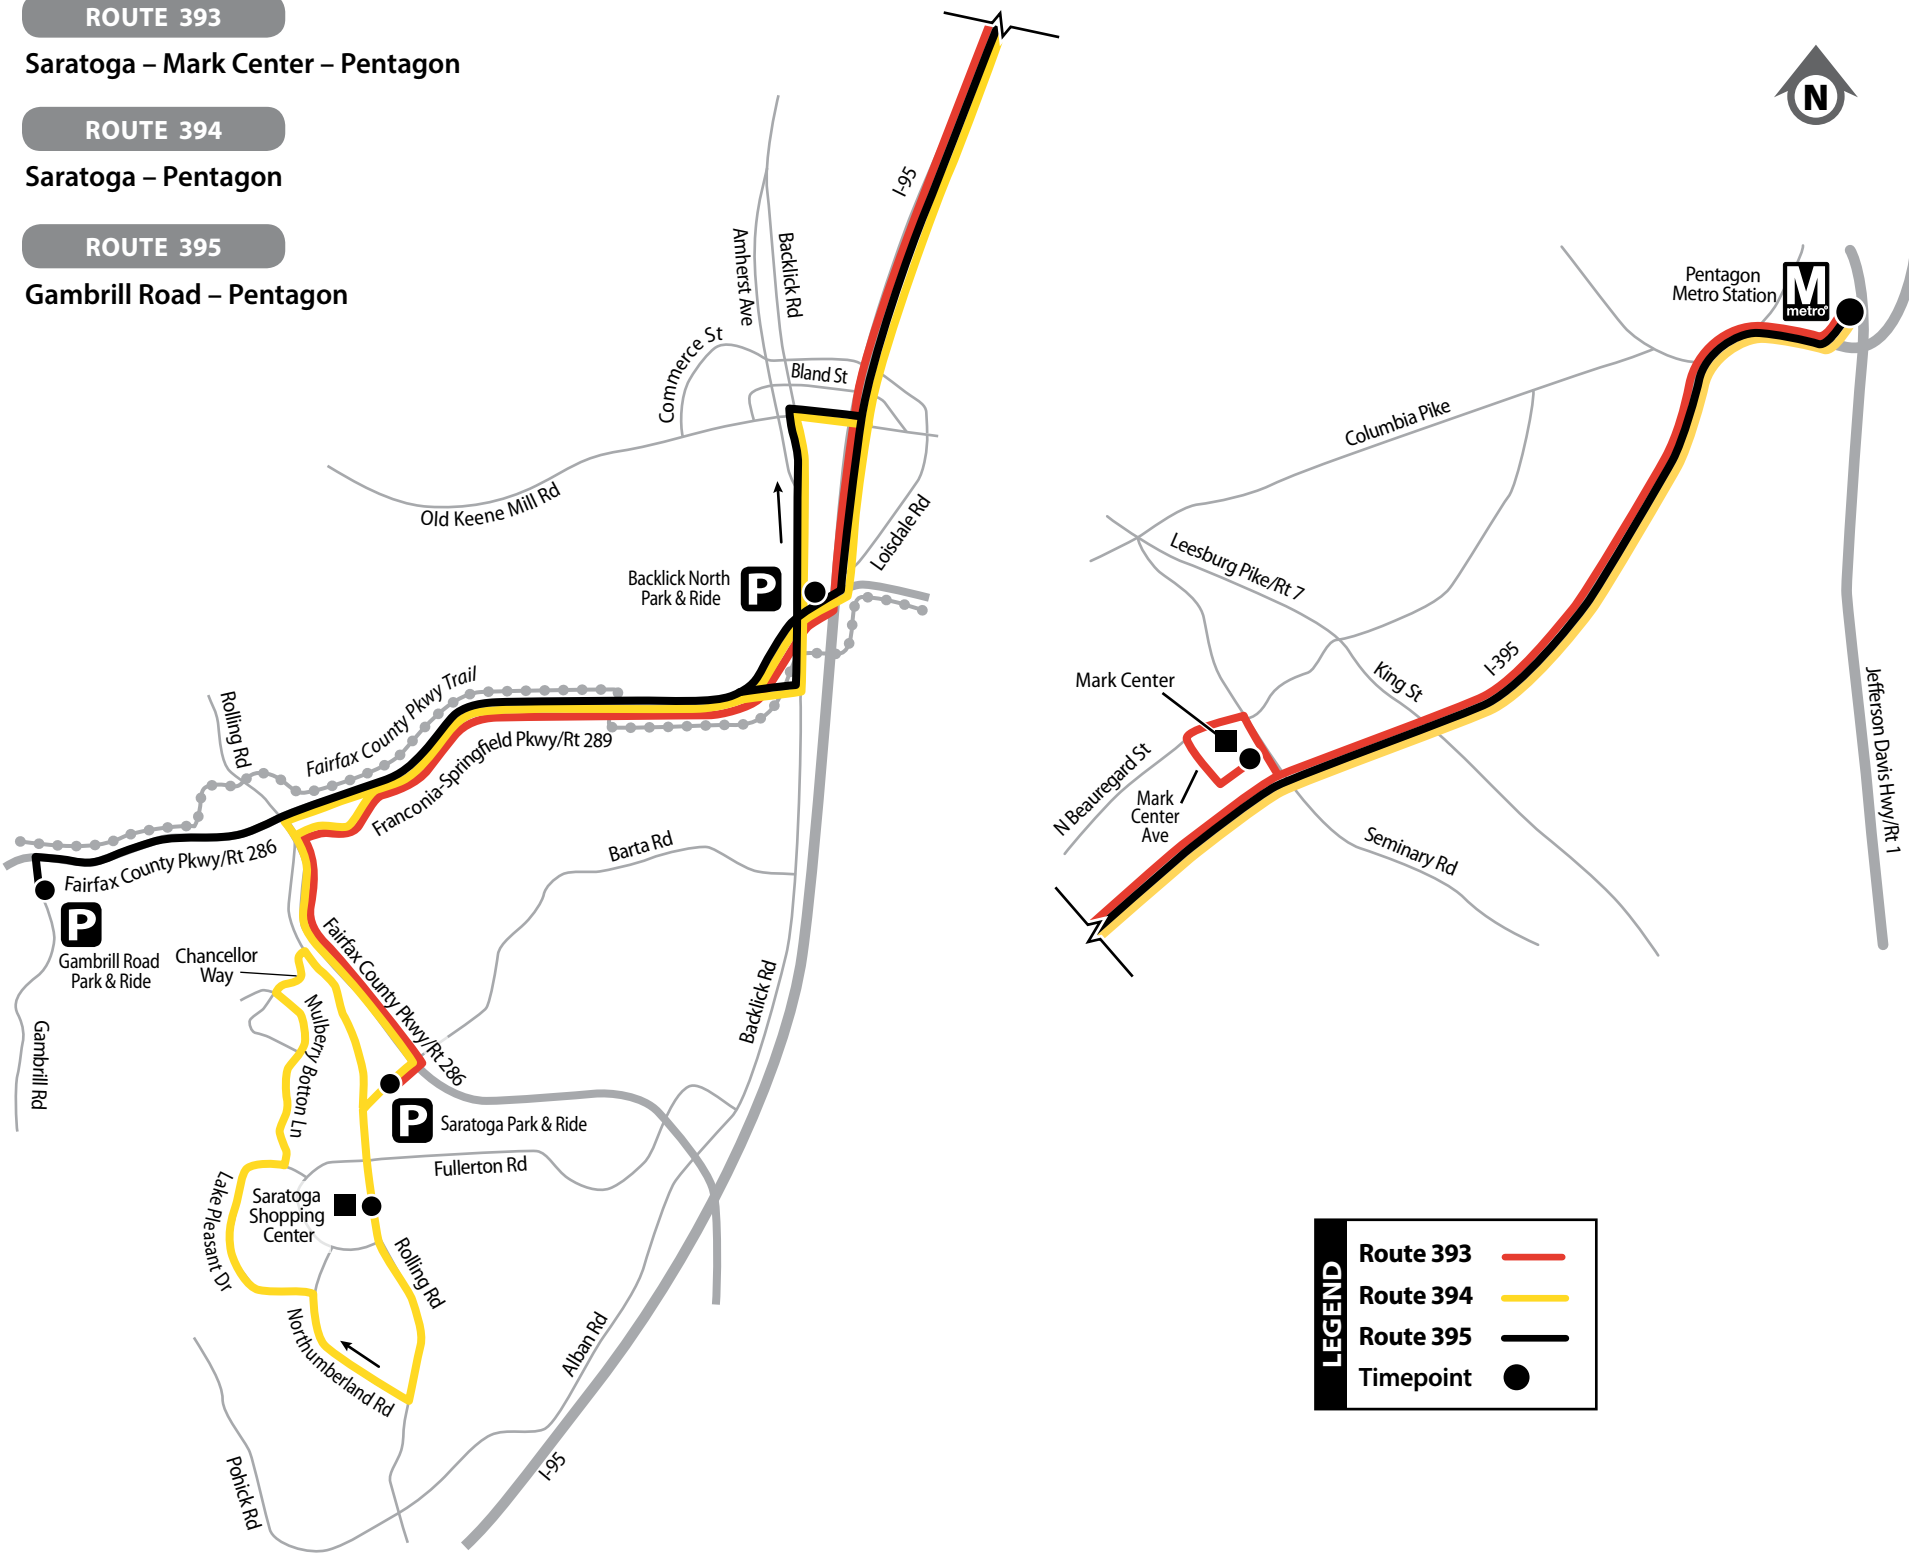 ROUTE 393
Saratoga – Mark Center – Pentagon
ROUTE 394
Saratoga – Pentagon
ROUTE 395
Gambrill Road – Pentagon
N
I-95
Amherst Ave
Backlick Rd
Commerce St
Bland St
Old Keene Mill Rd
Loisdale Rd
Backlick North
Park & Ride
P
Fairfax County Pkwy Trail
Rolling Rd
Franconia-Springfield Pkwy/Rt 289
Fairfax County Pkwy/Rt 286
P
Gambrill Road
Park & Ride
Gambrill Rd
Chancellor
Way
Mulberry Botton Ln
Fairfax County Pkwy/Rt 286
Barta Rd
Backlick Rd
P
Saratoga Park & Ride
Fullerton Rd
Lake Pleasant Dr
Saratoga
Shopping
Center
Rolling Rd
Northumberland Rd
Alban Rd
Pohick Rd
I-95
Pentagon
Metro Station
M
metro
Columbia Pike
Leesburg Pike/Rt 7
King St
I-395
Mark Center
N Beauregard St
Mark
Center
Ave
Seminary Rd
Jefferson Davis Hwy/Rt 1
LEGEND
Route 393
Route 394
Route 395
Timepoint